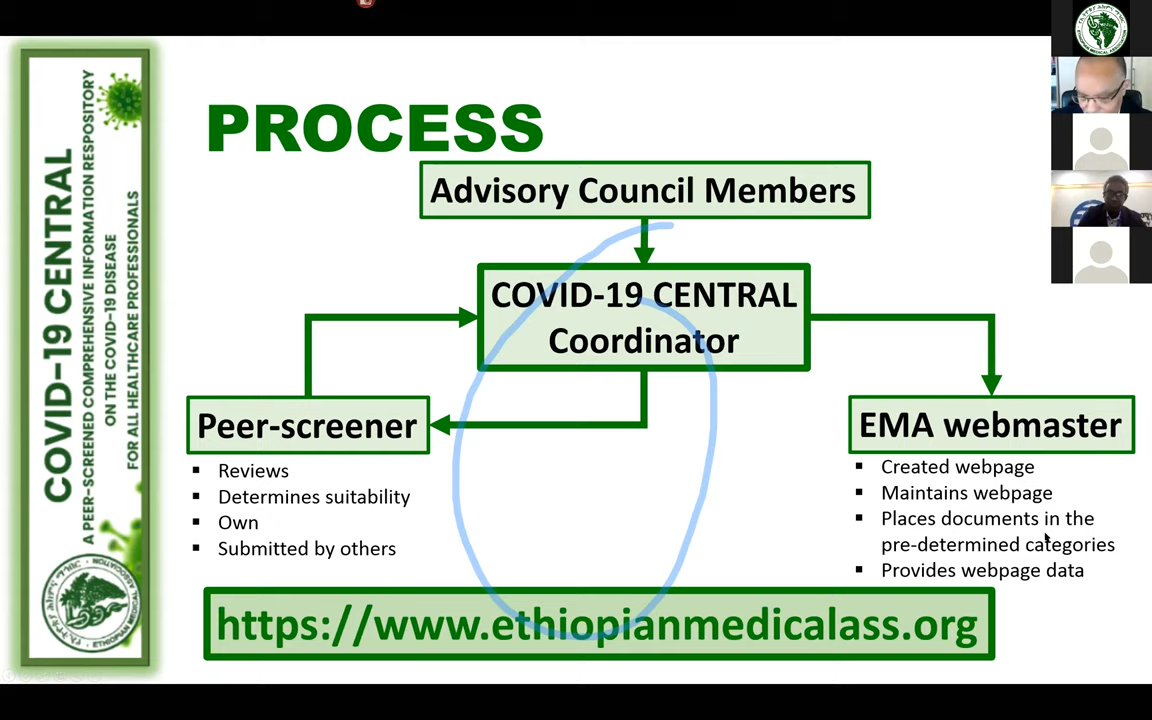 PROCESS
Advisory Council Members
COVID-19 CENTRAL
Coordinator
Peer-screener
▪ Reviews
▪ Determines suitability
▪ Own
▪ Submitted by others
EMA webmaster
▪ Created webpage
▪ Maintains webpage
▪ Places documents in the
pre-determined categories
▪ Provides webpage data
https://www.ethiopianmedicalass.org
COVID-19 CENTRAL
A PEER-SCREENED COMPREHENSIVE INFORMATION RESPOSITORY
ON THE COVID-19 DISEASE
FOR ALL HEALTHCARE PROFESSIONALS